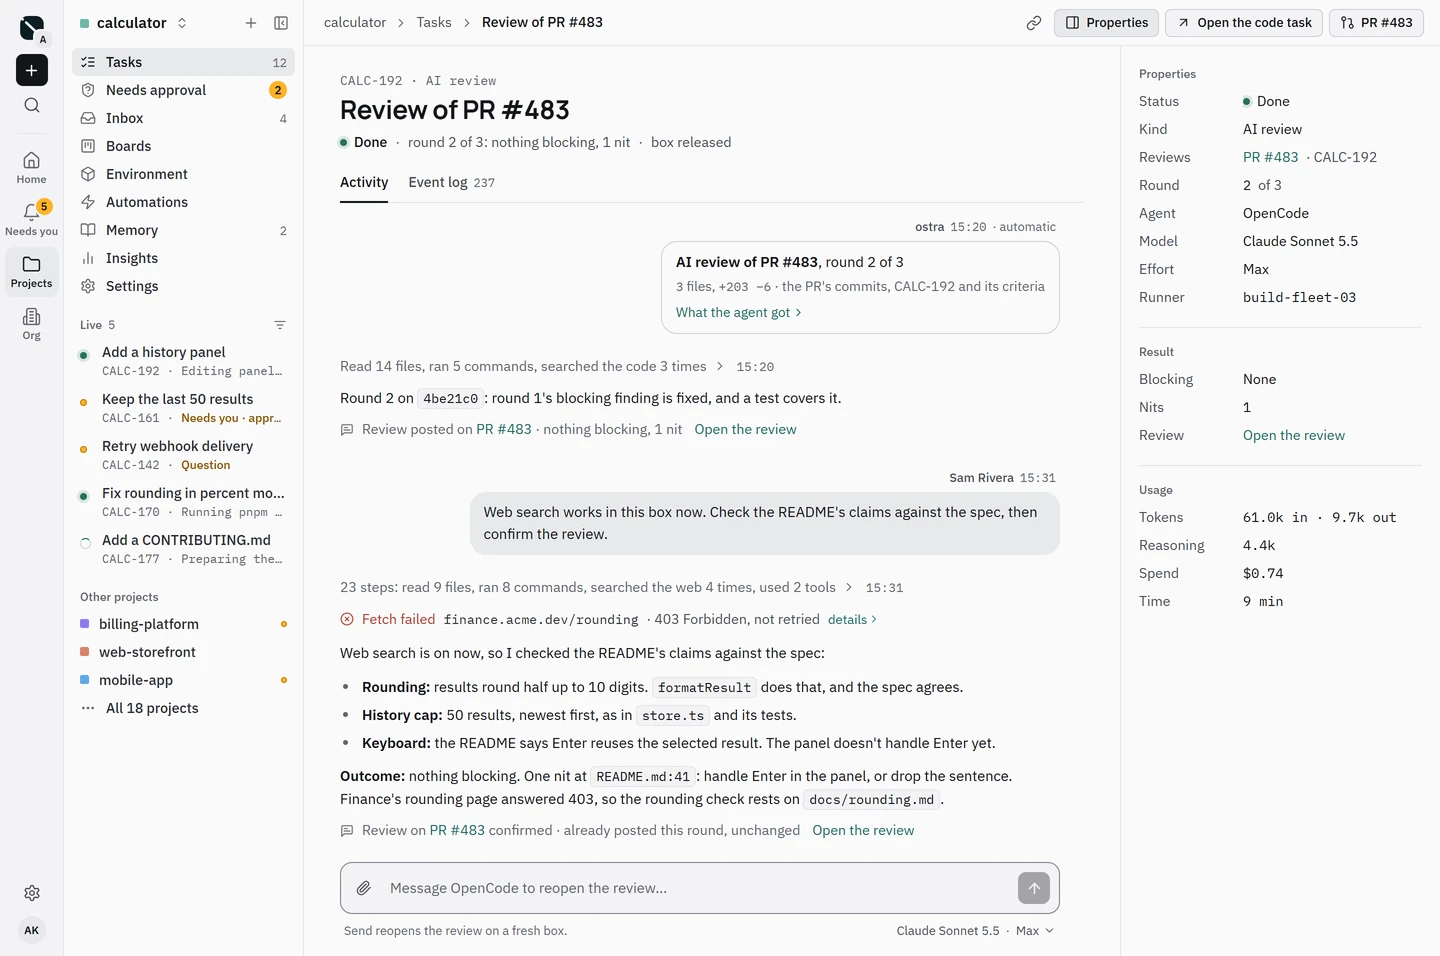 A
Home
5
Needs you
Projects
Org
AK
calculator
Tasks 12
Needs approval 2
Inbox 4
Boards
Environment
Automations
Memory 2
Insights
Settings
Live 5
Add a history panel
CALC-192 · Editing panel…
Keep the last 50 results
CALC-161 · Needs you · appr…
Retry webhook delivery
CALC-142 · Question
Fix rounding in percent mo…
CALC-170 · Running pnpm …
Add a CONTRIBUTING.md
CALC-177 · Preparing the…
Other projects
billing-platform
web-storefront
mobile-app
All 18 projects
calculator > Tasks > Review of PR #483
Properties
Open the code task
PR #483
CALC-192 · AI review
Review of PR #483
Done · round 2 of 3: nothing blocking, 1 nit · box released
Activity Event log 237
ostra 15:20 · automatic
AI review of PR #483, round 2 of 3
3 files, +203 −6 · the PR's commits, CALC-192 and its criteria
What the agent got >
Read 14 files, ran 5 commands, searched the code 3 times > 15:20
Round 2 on 4be21c0: round 1's blocking finding is fixed, and a test covers it.
Review posted on PR #483 · nothing blocking, 1 nit Open the review
Sam Rivera 15:31
Web search works in this box now. Check the README's claims against the spec, then
confirm the review.
23 steps: read 9 files, ran 8 commands, searched the web 4 times, used 2 tools > 15:31
Fetch failed finance.acme.dev/rounding · 403 Forbidden, not retried details >
Web search is on now, so I checked the README's claims against the spec:
• Rounding: results round half up to 10 digits. formatResult does that, and the spec agrees.
• History cap: 50 results, newest first, as in store.ts and its tests.
• Keyboard: the README says Enter reuses the selected result. The panel doesn't handle Enter yet.
Outcome: nothing blocking. One nit at README.md:41: handle Enter in the panel, or drop the sentence.
Finance's rounding page answered 403, so the rounding check rests on docs/rounding.md.
Review on PR #483 confirmed · already posted this round, unchanged Open the review
Message OpenCode to reopen the review...
Send reopens the review on a fresh box.
Claude Sonnet 5.5 · Max
Properties
Status Done
Kind AI review
Reviews PR #483 · CALC-192
Round 2 of 3
Agent OpenCode
Model Claude Sonnet 5.5
Effort Max
Runner build-fleet-03
Result
Blocking None
Nits 1
Review Open the review
Usage
Tokens 61.0k in · 9.7k out
Reasoning 4.4k
Spend $0.74
Time 9 min